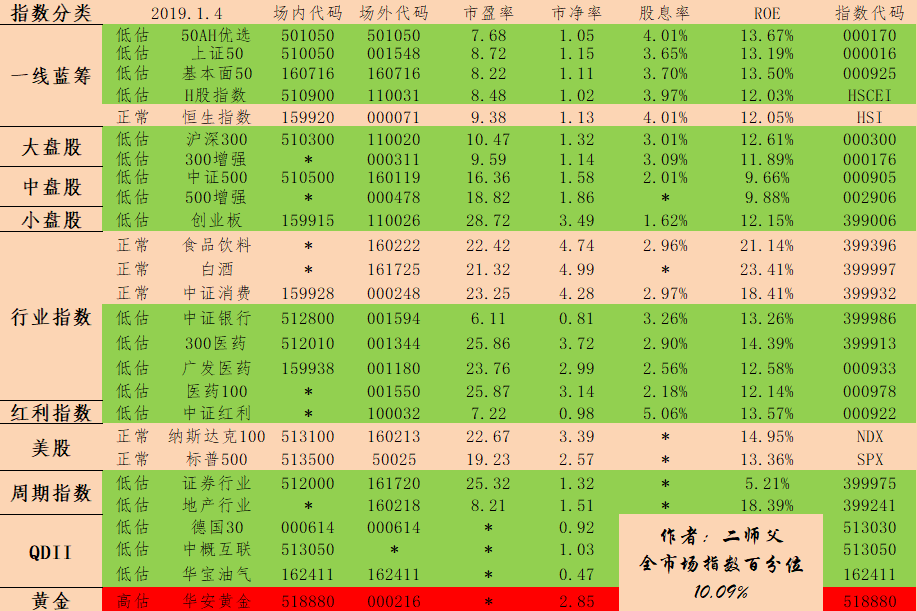 指数分类 2019.1.4 场内代码 场外代码 市盈率 市净率 股息率 ROE 指数代码
一线蓝筹
低估 50AH优选 501050 501050 7.68 1.05 4.01% 13.67% 000170
低估 上证50 510050 001548 8.72 1.15 3.65% 13.19% 000016
低估 基本面50 160716 160716 8.22 1.11 3.70% 13.50% 000925
低估 H股指数 510900 110031 8.48 1.02 3.97% 12.03% HSCEI
正常 恒生指数 159920 000071 9.38 1.13 4.01% 12.05% HSI
大盘股
低估 沪深300 510300 110020 10.47 1.32 3.01% 12.61% 000300
低估 300增强 * 000311 9.59 1.14 3.09% 11.89% 000176
中盘股
低估 中证500 510500 160119 16.36 1.58 2.01% 9.66% 000905
低估 500增强 * 000478 18.82 1.86 * 9.88% 002906
小盘股 低估 创业板 159915 110026 28.72 3.49 1.62% 12.15% 399006
行业指数
正常 食品饮料 * 160222 22.42 4.74 2.96% 21.14% 399396
正常 白酒 * 161725 21.32 4.99 * 23.41% 399997
正常 中证消费 159928 000248 23.25 4.28 2.97% 18.41% 399932
低估 中证银行 512800 001594 6.11 0.81 3.26% 13.26% 399986
低估 300医药 512010 001344 25.86 3.72 2.90% 14.39% 399913
低估 广发医药 159938 001180 23.76 2.99 2.56% 12.58% 000933
低估 医药100 * 001550 25.87 3.14 2.18% 12.14% 000978
红利指数 低估 中证红利 * 100032 7.22 0.98 5.06% 13.57% 000922
美股
正常 纳斯达克100 513100 160213 22.67 3.39 * 14.95% NDX
正常 标普500 513500 50025 19.23 2.57 * 13.36% SPX
周期指数
低估 证券行业 512000 161720 25.32 1.32 * 5.21% 399975
低估 地产行业 * 160218 8.21 1.51 * 18.39% 399241
QDII
低估 德国30 000614 000614 * 0.92 513030
低估 中概互联 513050 * * 1.03 513050
低估 华宝油气 162411 162411 * 0.47 162411
黄金 高估 华安黄金 518880 000216 * 2.85 518880
作者：二师父
全市场指数百分位
10.09%